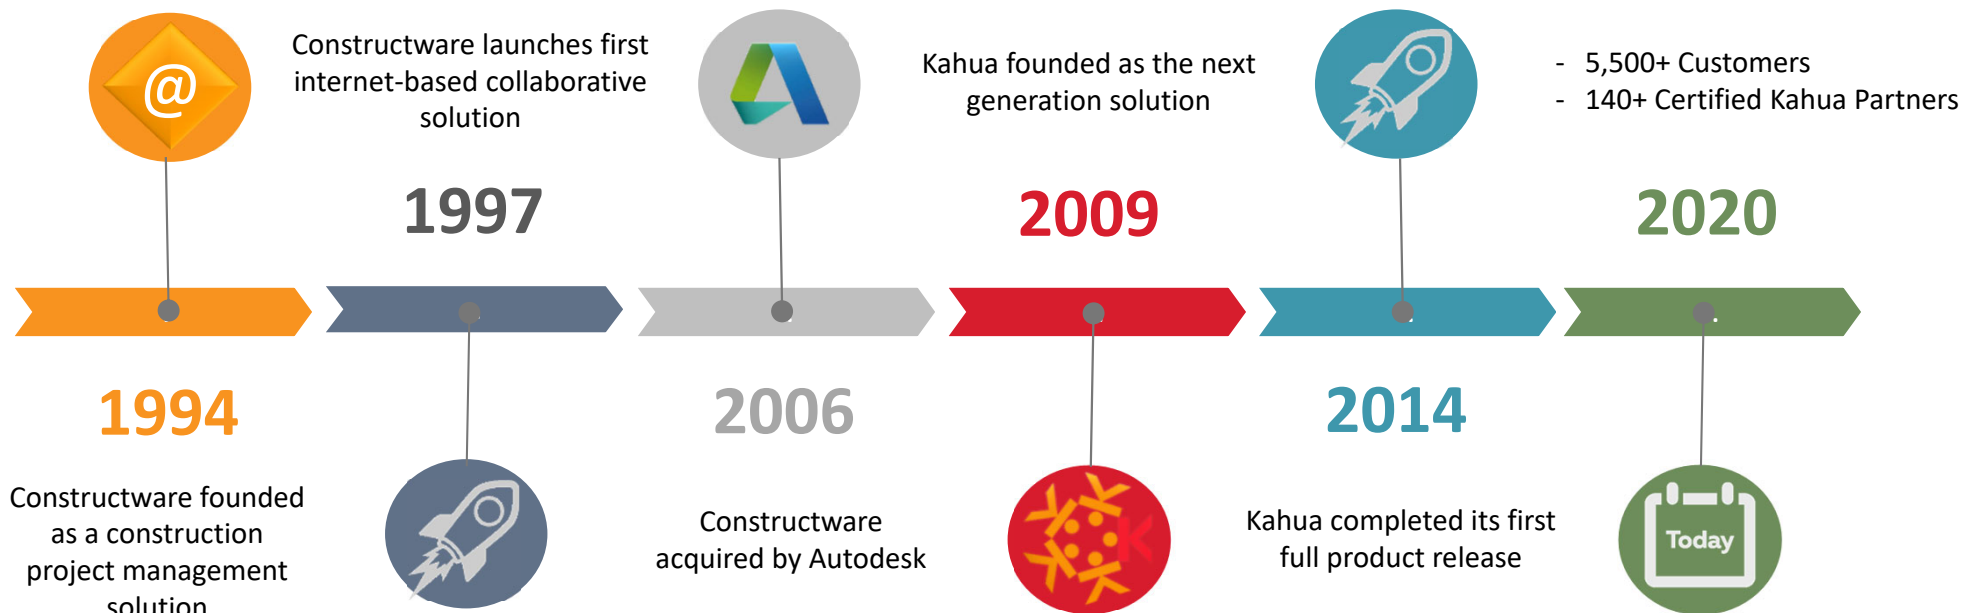 @
1994
Constructware founded
as a construction
project management
solution
Constructware launches first
internet-based collaborative
solution
1997
2006
Constructware
acquired by Autodesk
Kahua founded as the next
generation solution
2009
K
2014
Kahua completed its first
full product release
- 5,500+ Customers
- 140+ Certified Kahua Partners
2020
Today